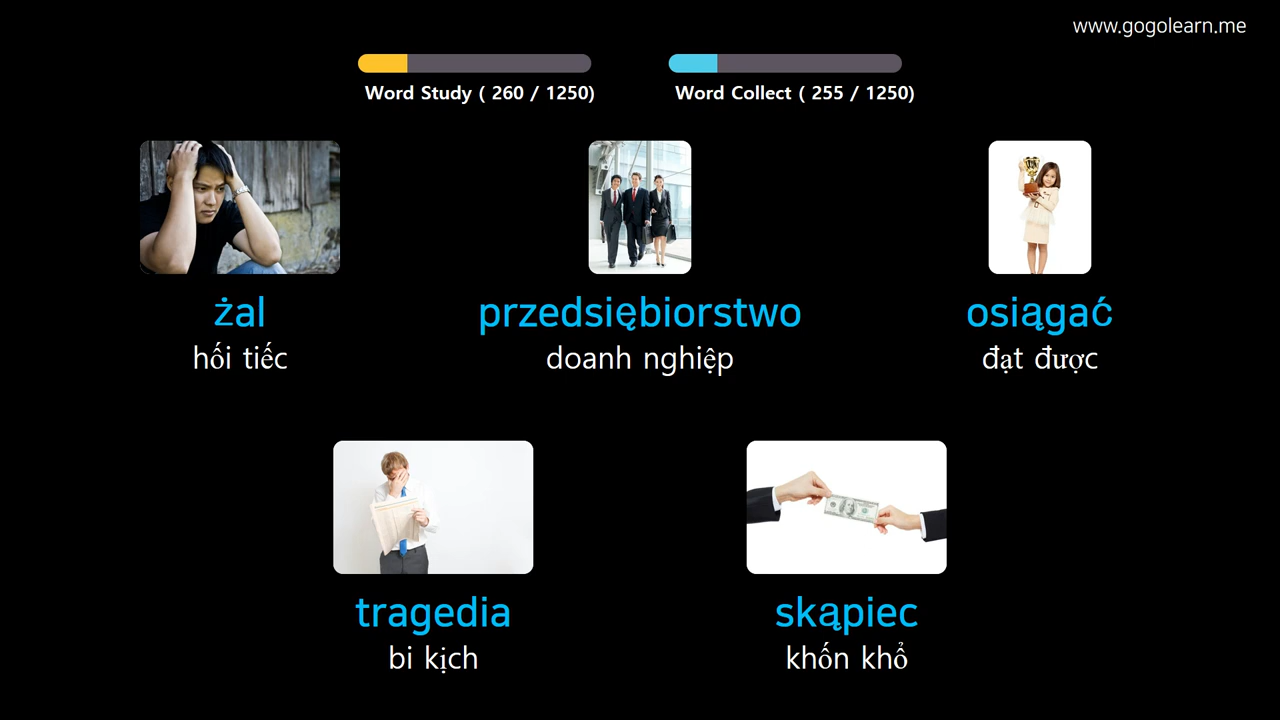 www.gogolearn.me
Word Study ( 260 / 1250)
Word Collect ( 255 / 1250)
żal
hối tiếc
przedsiębiorstwo
doanh nghiệp
osiągać
đạt được
tragedia
bi kịch
skąpiec
khốn khổ